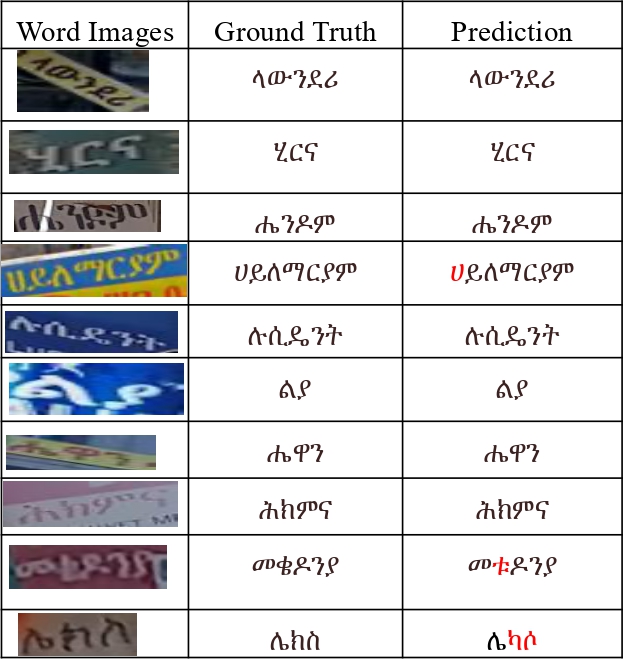 Word Images Ground Truth Prediction
ላውንደሪ ላውንደሪ ላውንደሪ
ሂርና ሂርና ሂርና
ሔንዶም ሔንዶም ሔንዶም
ሀይለማርያም ሀይለማርያም ሀይለማርያም
ሉሲዴንት ሉሲዴንት ሉሲዴንት
ልያ ልያ ልያ
ሔዋን ሔዋን ሔዋን
ሕክምና ሕክምና ሕክምና
መቄዶንያ መቄዶንያ መቱዶንያ
ሌክስ ሌክስ ሌካሶ